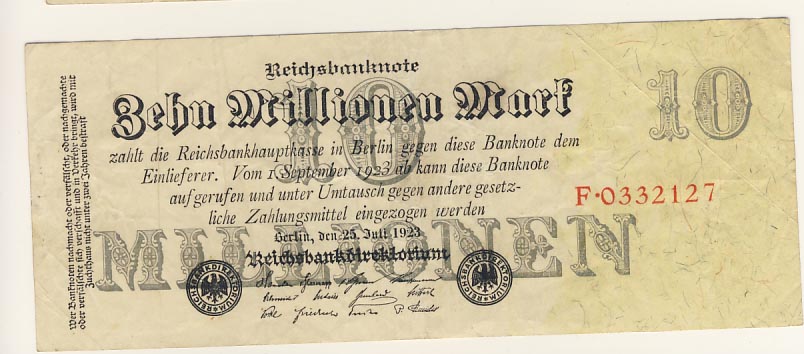 Reichsbanknote
Zehn Millionen Mark
10
zahlt die Reichsbankhauptkasse in Berlin gegen diese Banknote dem
Einlieferer. Vom 1. September 1923 ab kann diese Banknote
aufgerufen und unter Umtausch gegen andere gesetz-
liche Zahlungsmittel eingezogen werden
Berlin, den 25. Juli 1923
Reichsbankdirektorium
MILLIONEN
10
F·0332127
REICHSBANKDIREKTORIUM
REICHSBANKDIREKTORIUM
Wer Banknoten nachmacht oder verfälscht, oder nachgemachte
oder verfälschte sich verschafft und in Verkehr bringt, wird mit
Zuchthaus nicht unter zwei Jahren bestraft